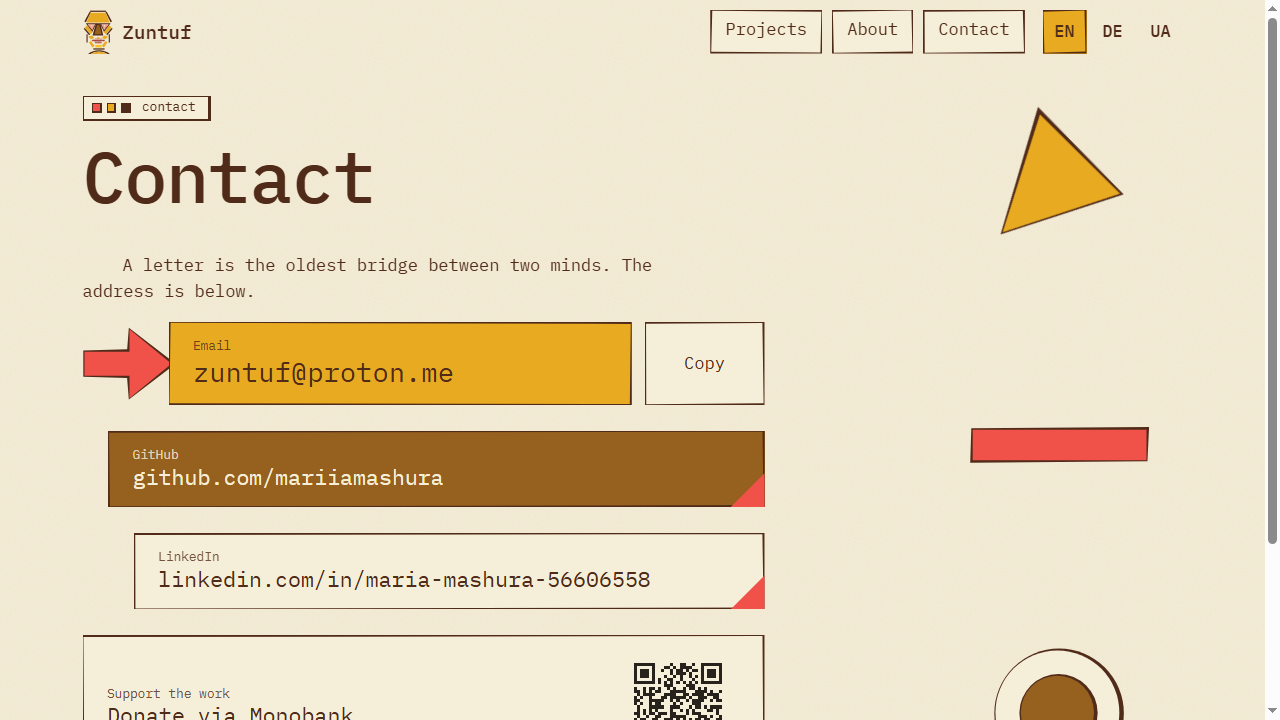 Zuntuf
Projects
About
Contact
EN
DE
UA
contact
Contact
A letter is the oldest bridge between two minds. The
address is below.
Email
zuntuf@proton.me
Copy
GitHub
github.com/mariiamashura
LinkedIn
linkedin.com/in/maria-mashura-56606558
Support the work
Donate via Monobank